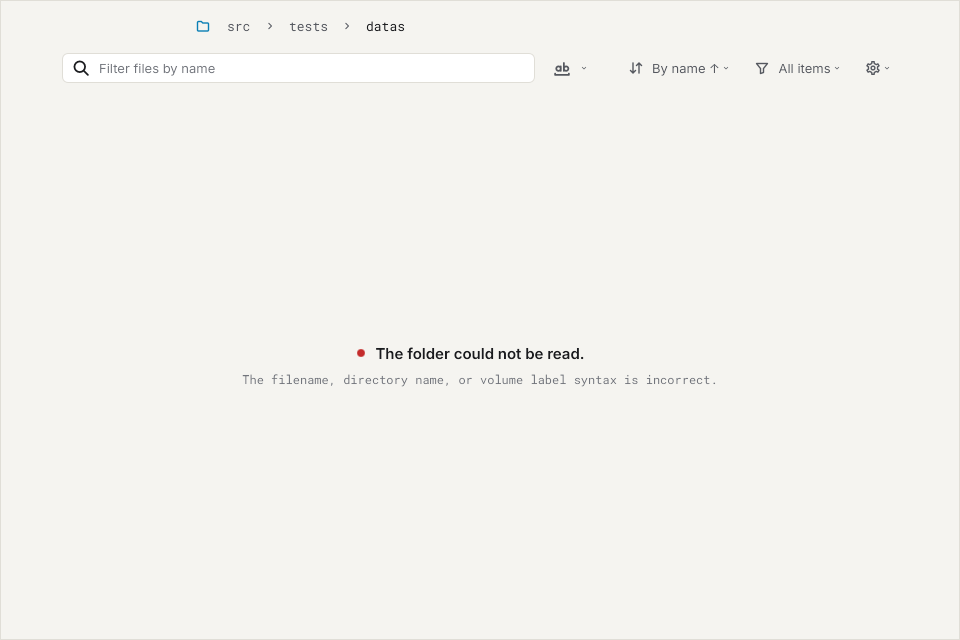 src > tests > datas
Filter files by name
ab
By name ↑
All items
The folder could not be read.
The filename, directory name, or volume label syntax is incorrect.